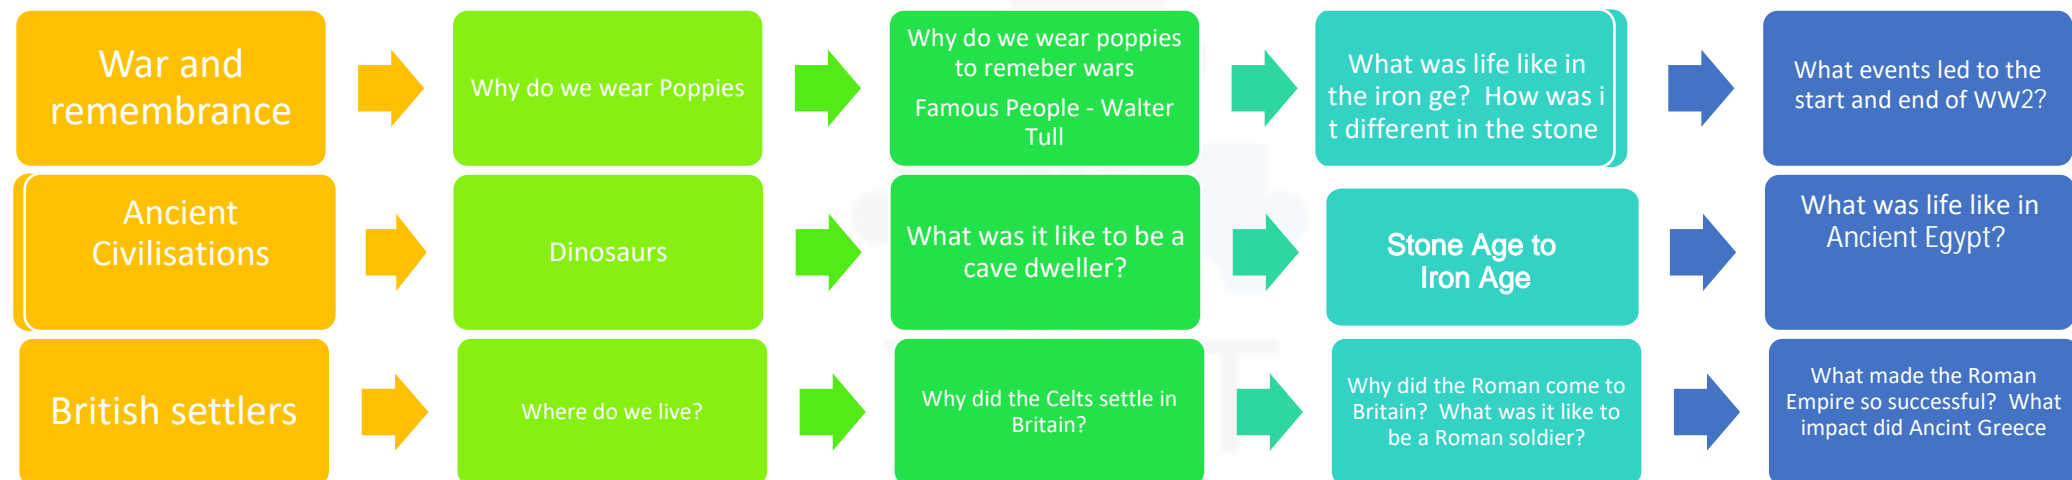 War and
remembrance
Why do we wear Poppies
Why do we wear poppies
to remeber wars
Famous People - Walter
Tull
What was life like in
the iron ge? How was i
t different in the stone
What events led to the
start and end of WW2?
Ancient
Civilisations
Dinosaurs
What was it like to be a
cave dweller?
Stone Age to
Iron Age
What was life like in
Ancient Egypt?
British settlers
Where do we live?
Why did the Celts settle in
Britain?
Why did the Roman come to
Britain? What was it like to
be a Roman soldier?
What made the Roman
Empire so successful? What
impact did Ancint Greece